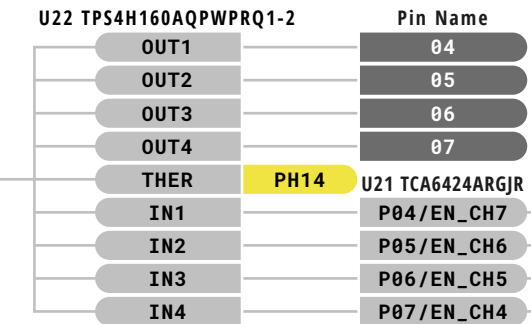 U22 TPS4H160AQPWPRQ1-2 Pin Name
OUT1 04
OUT2 05
OUT3 06
OUT4 07
THER PH14 U21 TCA6424ARGJR
IN1 P04/EN_CH7
IN2 P05/EN_CH6
IN3 P06/EN_CH5
IN4 P07/EN_CH4